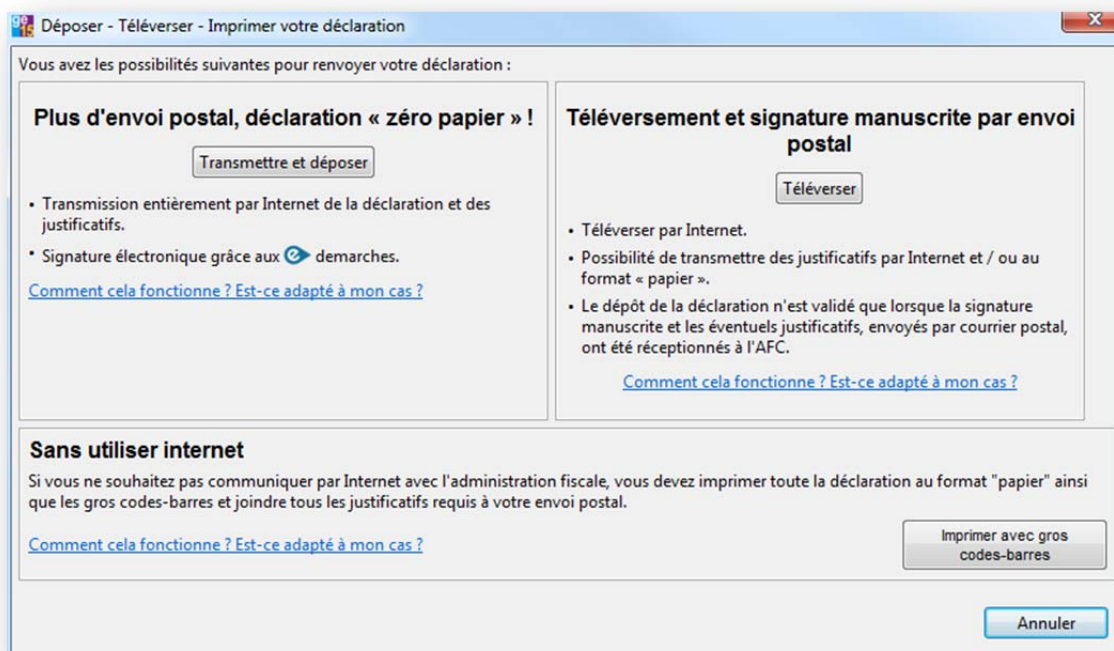 Déposer - Téléverser - Imprimer votre déclaration
Vous avez les possibilités suivantes pour renvoyer votre déclaration :
Plus d'envoi postal, déclaration « zéro papier » !
Transmettre et déposer
• Transmission entièrement par Internet de la déclaration et des
justificatifs.
• Signature électronique grâce aux e demarches.
Comment cela fonctionne ? Est-ce adapté à mon cas ?
Téléversement et signature manuscrite par envoi
postal
Téléverser
• Téléverser par Internet.
• Possibilité de transmettre des justificatifs par Internet et / ou au
format « papier ».
• Le dépôt de la déclaration n'est validé que lorsque la signature
manuscrite et les éventuels justificatifs, envoyés par courrier postal,
ont été réceptionnés à l'AFC.
Comment cela fonctionne ? Est-ce adapté à mon cas ?
Sans utiliser internet
Si vous ne souhaitez pas communiquer par Internet avec l'administration fiscale, vous devez imprimer toute la déclaration au format "papier" ainsi
que les gros codes-barres et joindre tous les justificatifs requis à votre envoi postal.
Comment cela fonctionne ? Est-ce adapté à mon cas ?
Imprimer avec gros
codes-barres
Annuler